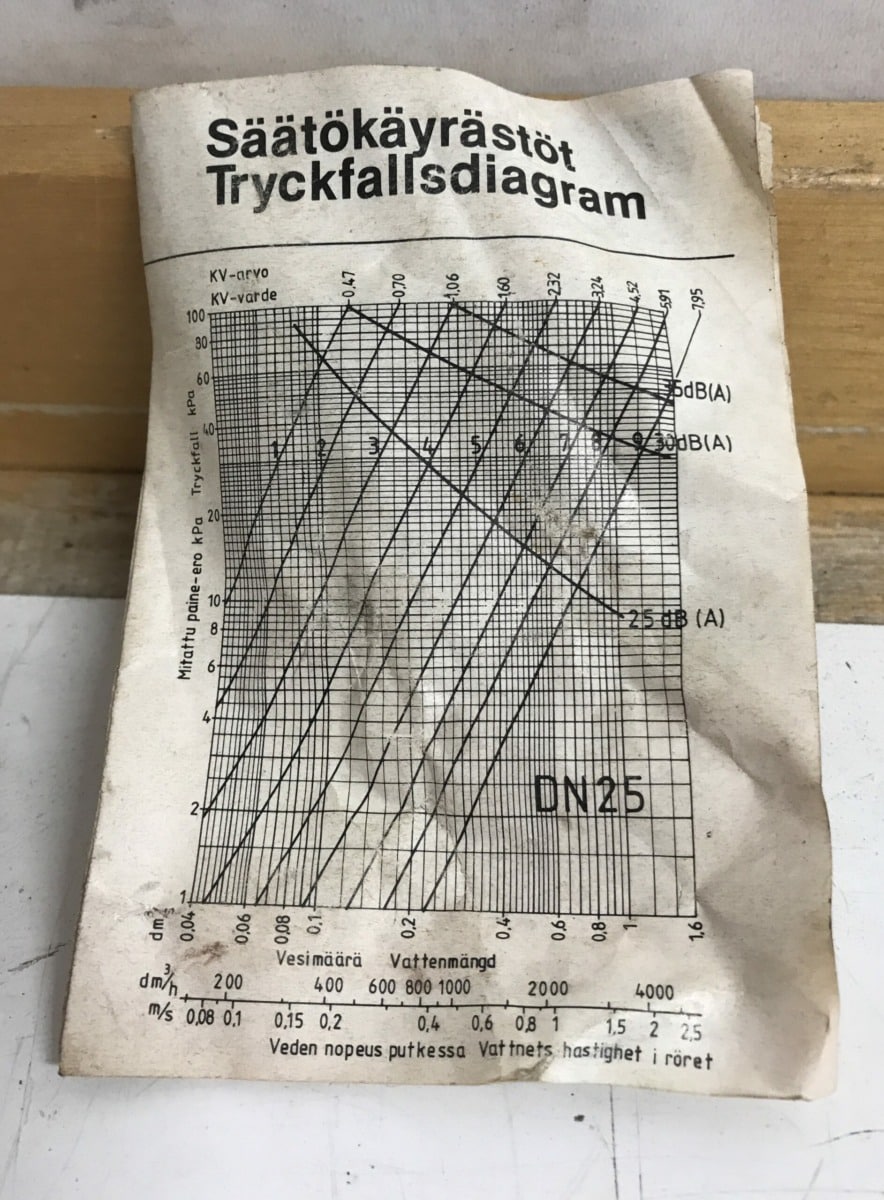 Säätökäyrästöt
Tryckfallsdiagram
KV-arvo
KV-varde
0,47 0,70 1,06 1,60 2,32 3,24 4,52 5,91 7,95
100
80
60
40
20
10
8
6
4
2
1
Mitattu paine-ero kPa Tryckfall kPa
1 2 3 4 5 6 7 8 9
5dB(A)
30dB(A)
25 dB (A)
DN25
dm³/s 0,04 0,06 0,08 0,1 0,2 0,4 0,6 0,8 1 1,6
Vesimäärä Vattenmängd
dm³/h 200 400 600 800 1000 2000 4000
m/s 0,08 0,1 0,15 0,2 0,4 0,6 0,8 1 1,5 2 2,5
Veden nopeus putkessa Vattnets hastighet i röret